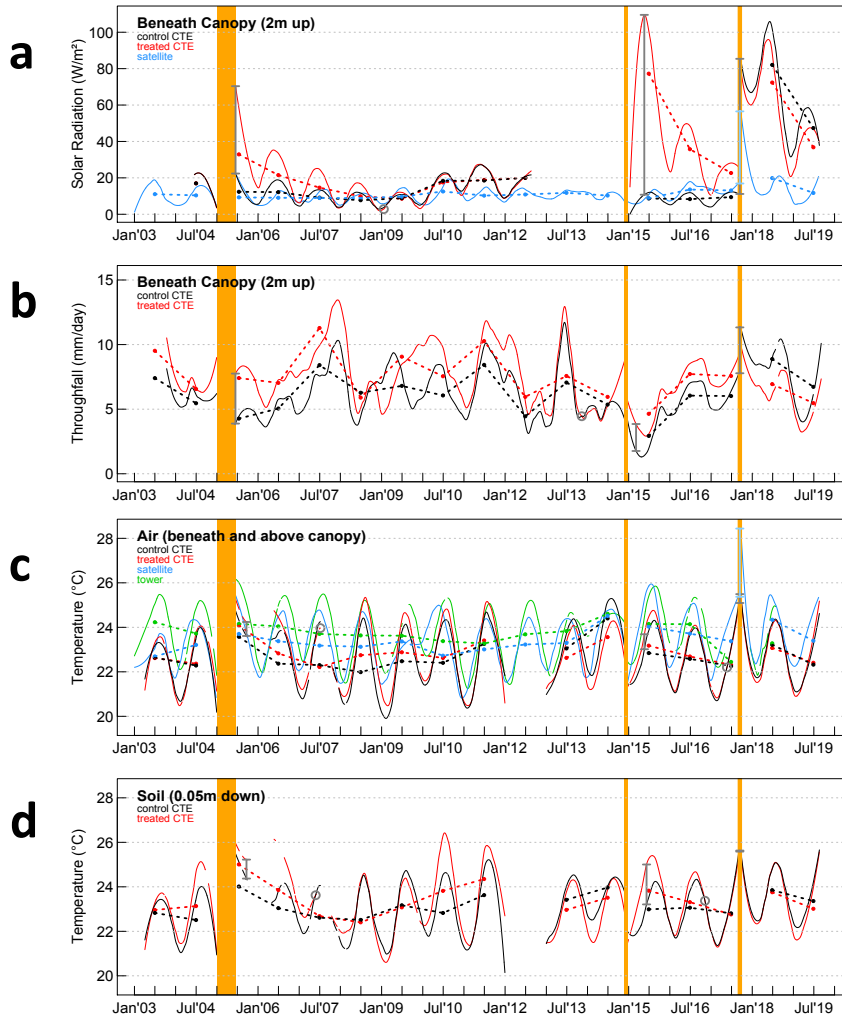 a
Beneath Canopy (2m up)
control CTE
treated CTE
satellite
Solar Radiation (W/m²)
100
80
60
40
20
0
Jan'03 Jul'04 Jan'06 Jul'07 Jan'09 Jul'10 Jan'12 Jul'13 Jan'15 Jul'16 Jan'18 Jul'19
b
Beneath Canopy (2m up)
control CTE
treated CTE
Throughfall (mm/day)
15
10
5
0
Jan'03 Jul'04 Jan'06 Jul'07 Jan'09 Jul'10 Jan'12 Jul'13 Jan'15 Jul'16 Jan'18 Jul'19
c
Air (beneath and above canopy)
control CTE
treated CTE
satellite
tower
Temperature (°C)
28
26
24
22
20
Jan'03 Jul'04 Jan'06 Jul'07 Jan'09 Jul'10 Jan'12 Jul'13 Jan'15 Jul'16 Jan'18 Jul'19
d
Soil (0.05m down)
control CTE
treated CTE
Temperature (°C)
28
26
24
22
20
Jan'03 Jul'04 Jan'06 Jul'07 Jan'09 Jul'10 Jan'12 Jul'13 Jan'15 Jul'16 Jan'18 Jul'19